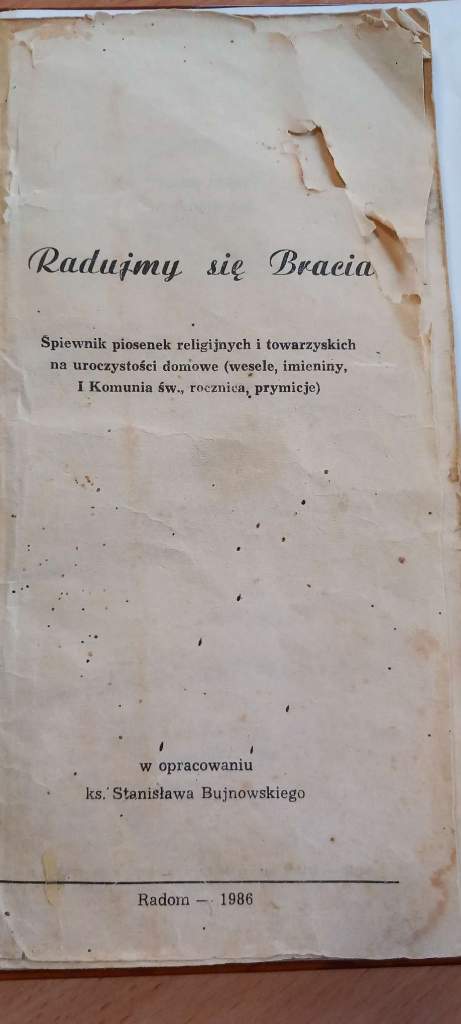 Radujmy się Bracia
Śpiewnik piosenek religijnych i towarzyskich
na uroczystości domowe (wesele, imieniny,
I Komunia św., rocznica, prymicje)
w opracowaniu
ks. Stanisława Bujnowskiego
Radom — 1986